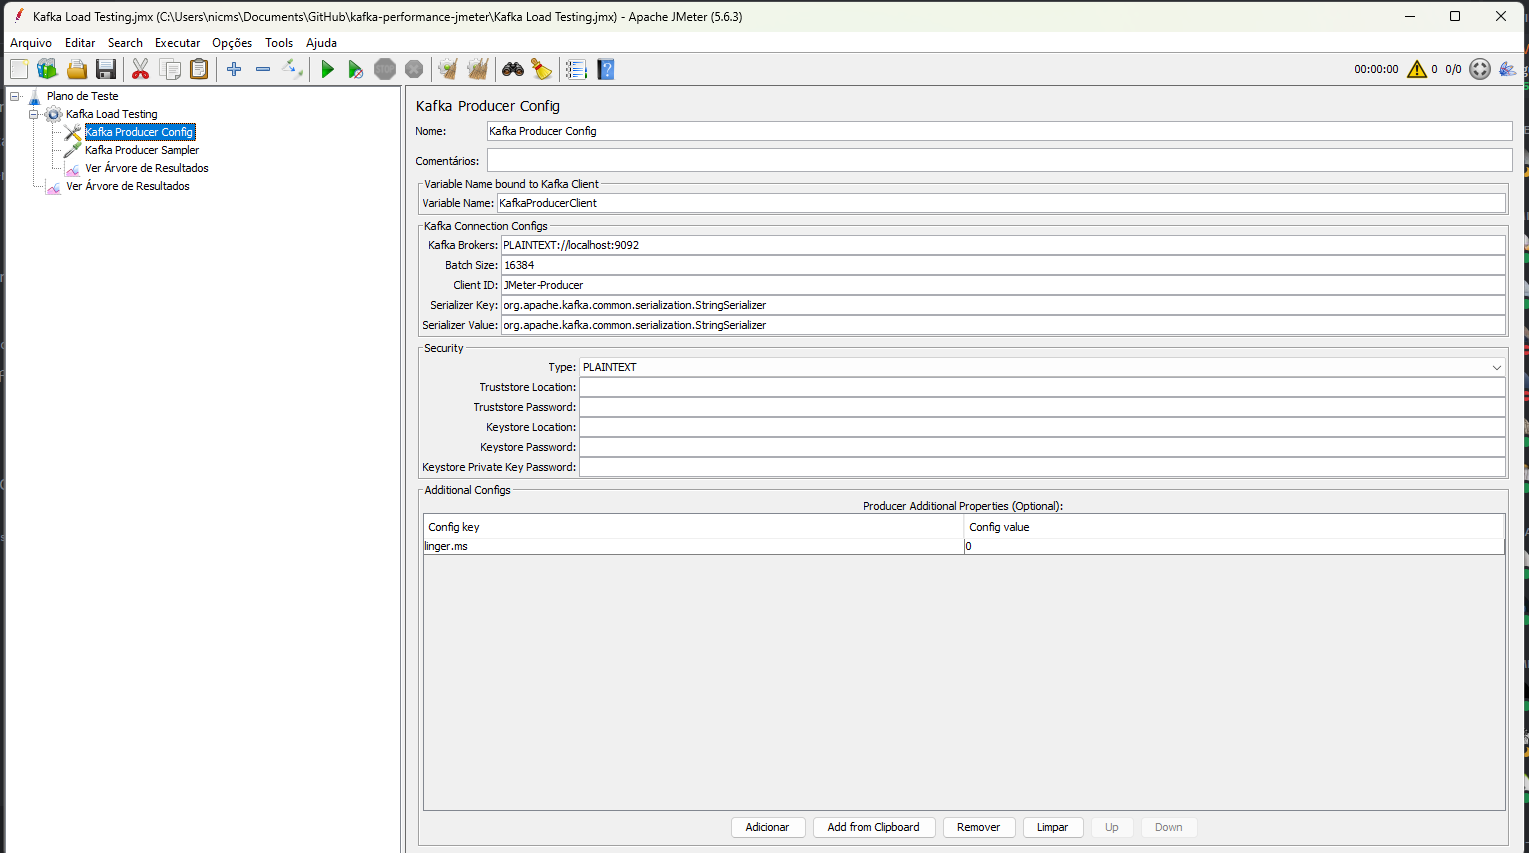 Kafka Load Testing.jmx (C:\Users\nicms\Documents\GitHub\kafka-performance-jmeter\Kafka Load Testing.jmx) - Apache JMeter (5.6.3)
Arquivo Editar Search Executar Opções Tools Ajuda
STOP 00:00:00 0 0/0
Plano de Teste
Kafka Load Testing
Kafka Producer Config
Kafka Producer Sampler
Ver Árvore de Resultados
Ver Árvore de Resultados
Kafka Producer Config
Nome: Kafka Producer Config
Comentários:
Variable Name bound to Kafka Client
Variable Name: KafkaProducerClient
Kafka Connection Configs
Kafka Brokers: PLAINTEXT://localhost:9092
Batch Size: 16384
Client ID: JMeter-Producer
Serializer Key: org.apache.kafka.common.serialization.StringSerializer
Serializer Value: org.apache.kafka.common.serialization.StringSerializer
Security
Type: PLAINTEXT
Truststore Location:
Truststore Password:
Keystore Location:
Keystore Password:
Keystore Private Key Password:
Additional Configs
Producer Additional Properties (Optional):
Config key Config value
linger.ms 0
Adicionar Add from Clipboard Remover Limpar Up Down